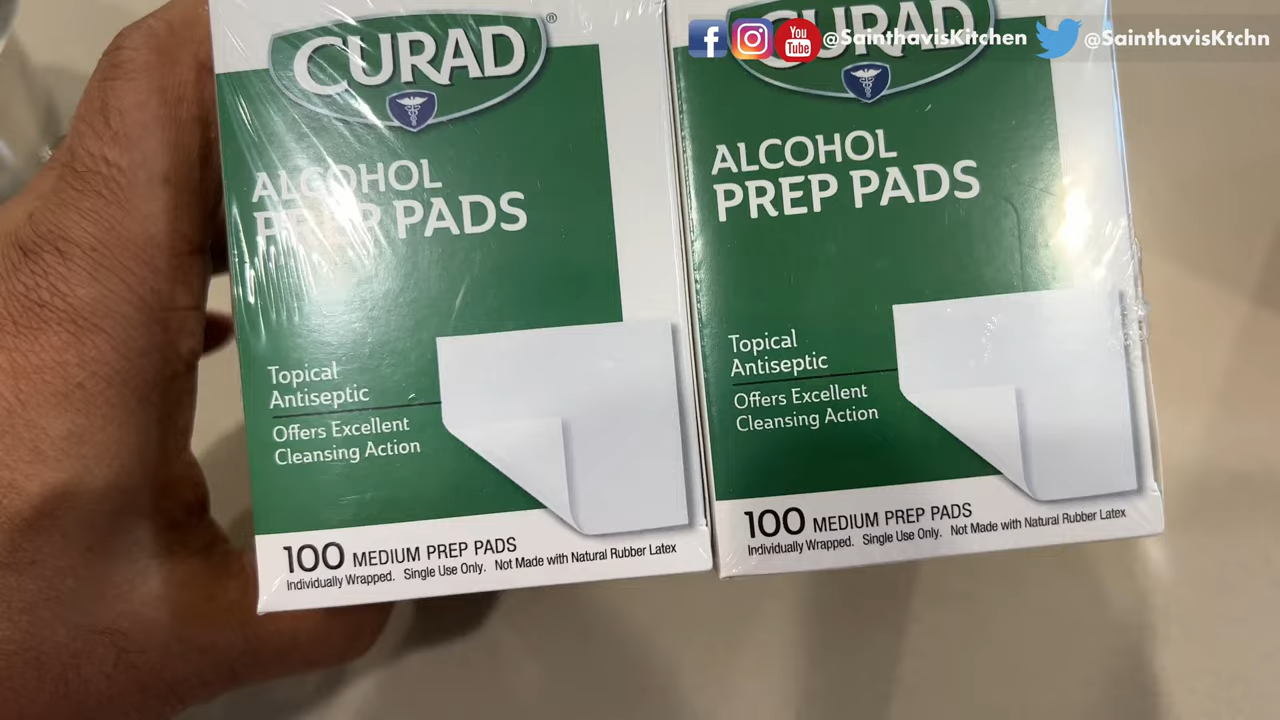 CURAD®
ALCOHOL
PREP PADS
Topical
Antiseptic
Offers Excellent
Cleansing Action
100 MEDIUM PREP PADS
Individually Wrapped. Single Use Only. Not Made with Natural Rubber Latex
CURAD
ALCOHOL
PREP PADS
Topical
Antiseptic
Offers Excellent
Cleansing Action
100 MEDIUM PREP PADS
Individually Wrapped. Single Use Only. Not Made with Natural Rubber Latex
f You Tube @SainthavisKitchen @SainthavisKtchn